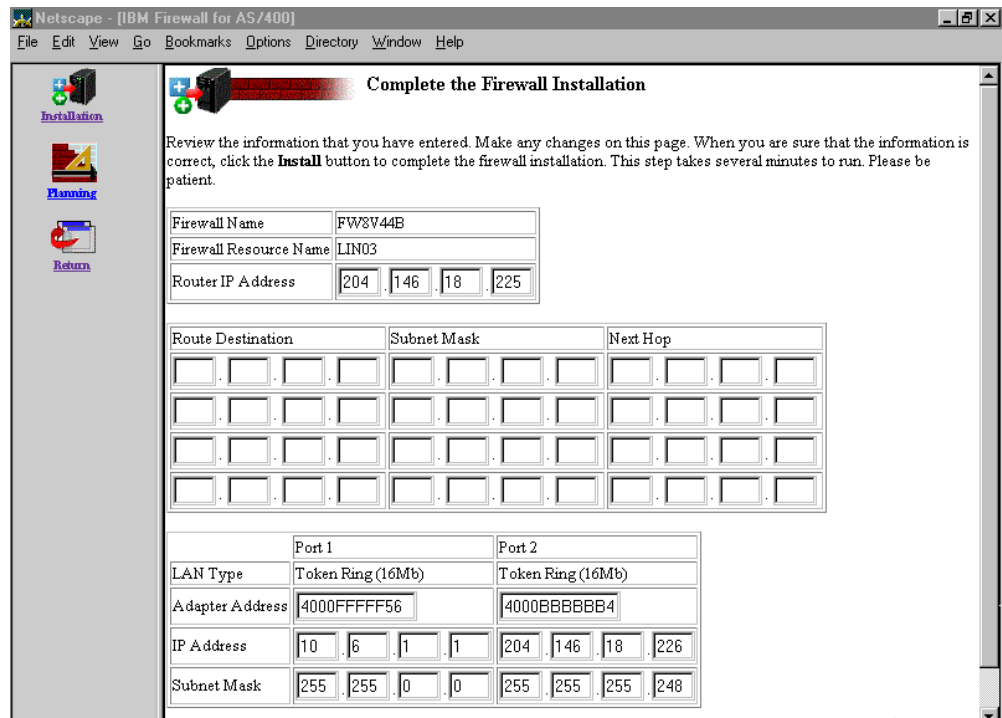 Netscape - [IBM Firewall for AS/400]
File Edit View Go Bookmarks Options Directory Window Help
Installation
Planning
Return
Complete the Firewall Installation
Review the information that you have entered. Make any changes on this page. When you are sure that the information is
correct, click the Install button to complete the firewall installation. This step takes several minutes to run. Please be
patient.
Firewall Name FW8V44B
Firewall Resource Name LIN03
Router IP Address 204 . 146 . 18 . 225
Route Destination Subnet Mask Next Hop
. . . . . . . . .
. . . . . . . . .
. . . . . . . . .
. . . . . . . . .
Port 1 Port 2
LAN Type Token Ring (16Mb) Token Ring (16Mb)
Adapter Address 4000FFFFF56 4000BBBBBB4
IP Address 10 . 6 . 1 . 1 204 . 146 . 18 . 226
Subnet Mask 255 . 255 . 0 . 0 255 . 255 . 255 . 248